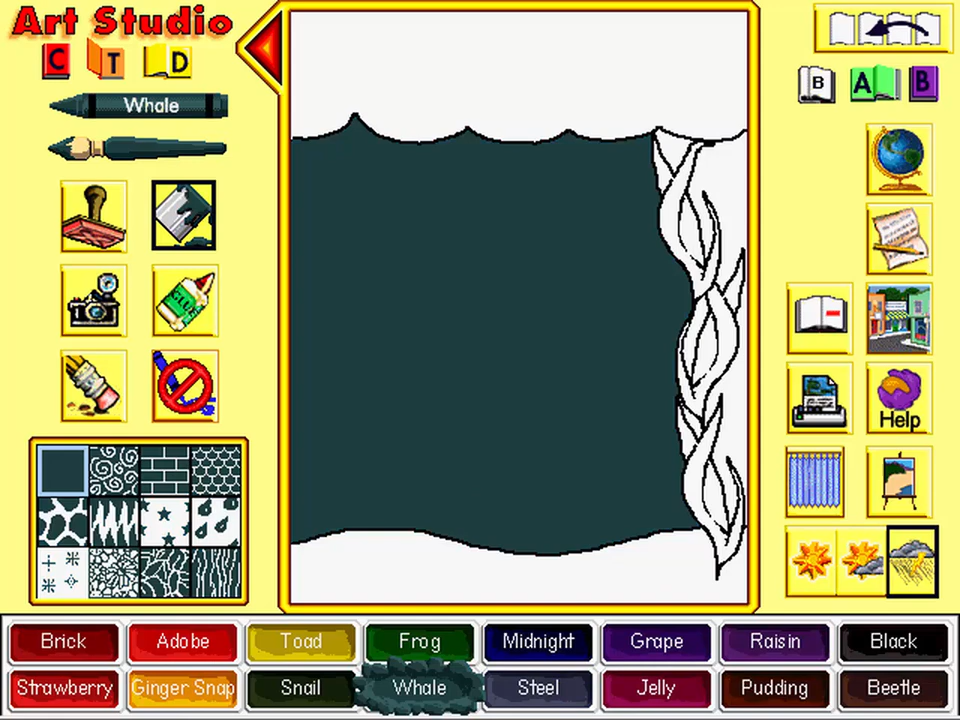 Art Studio
C T D
B A B
Whale
GLUE
Help
Brick Adobe Toad Frog Midnight Grape Raisin Black
Strawberry Ginger Snap Snail Whale Steel Jelly Pudding Beetle